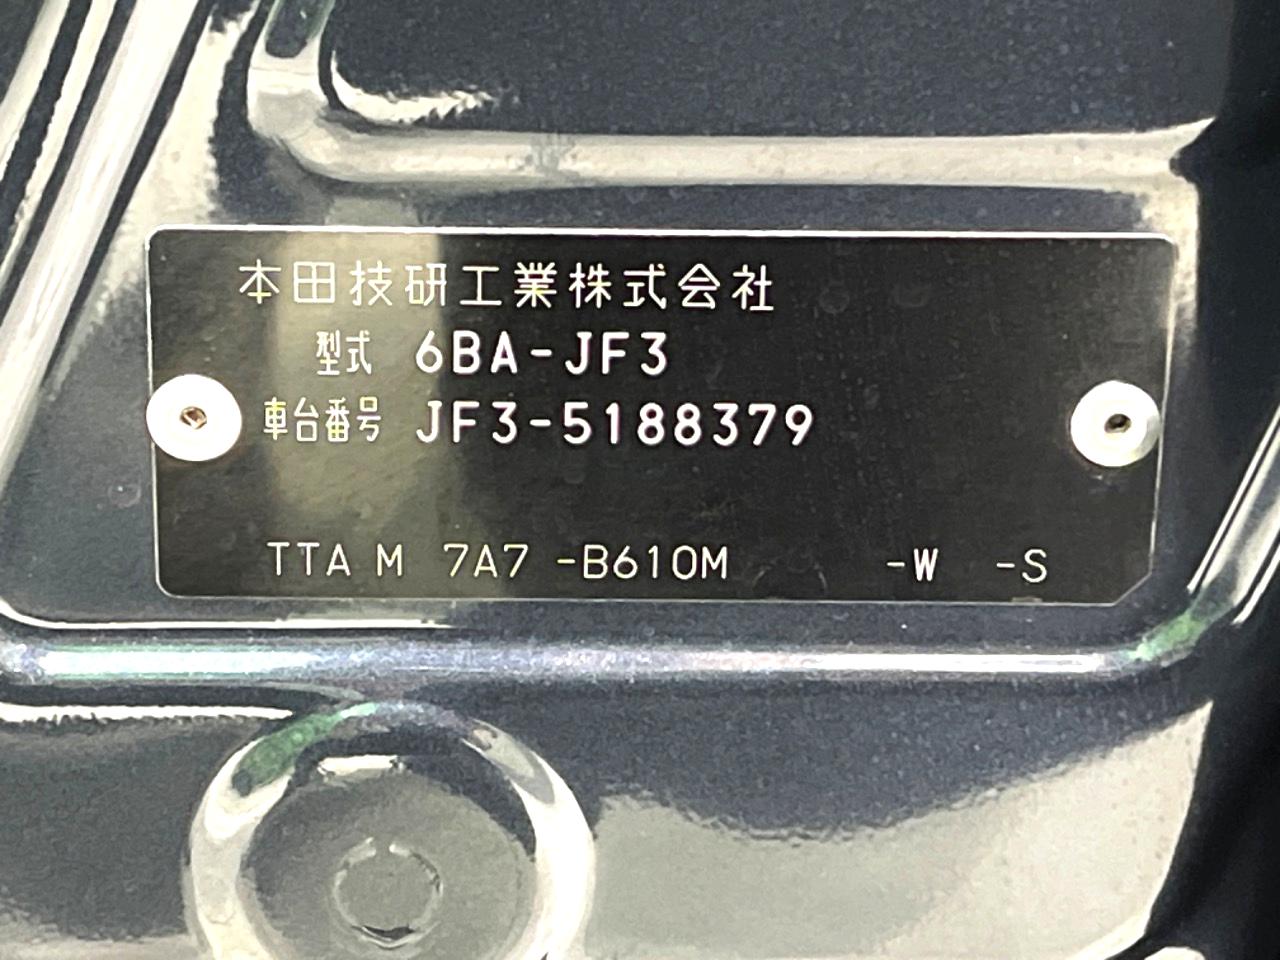 本田技研工業株式会社
型式 6BA-JF3
車台番号 JF3-5188379
TTA M 7A7 -B610M -W -S